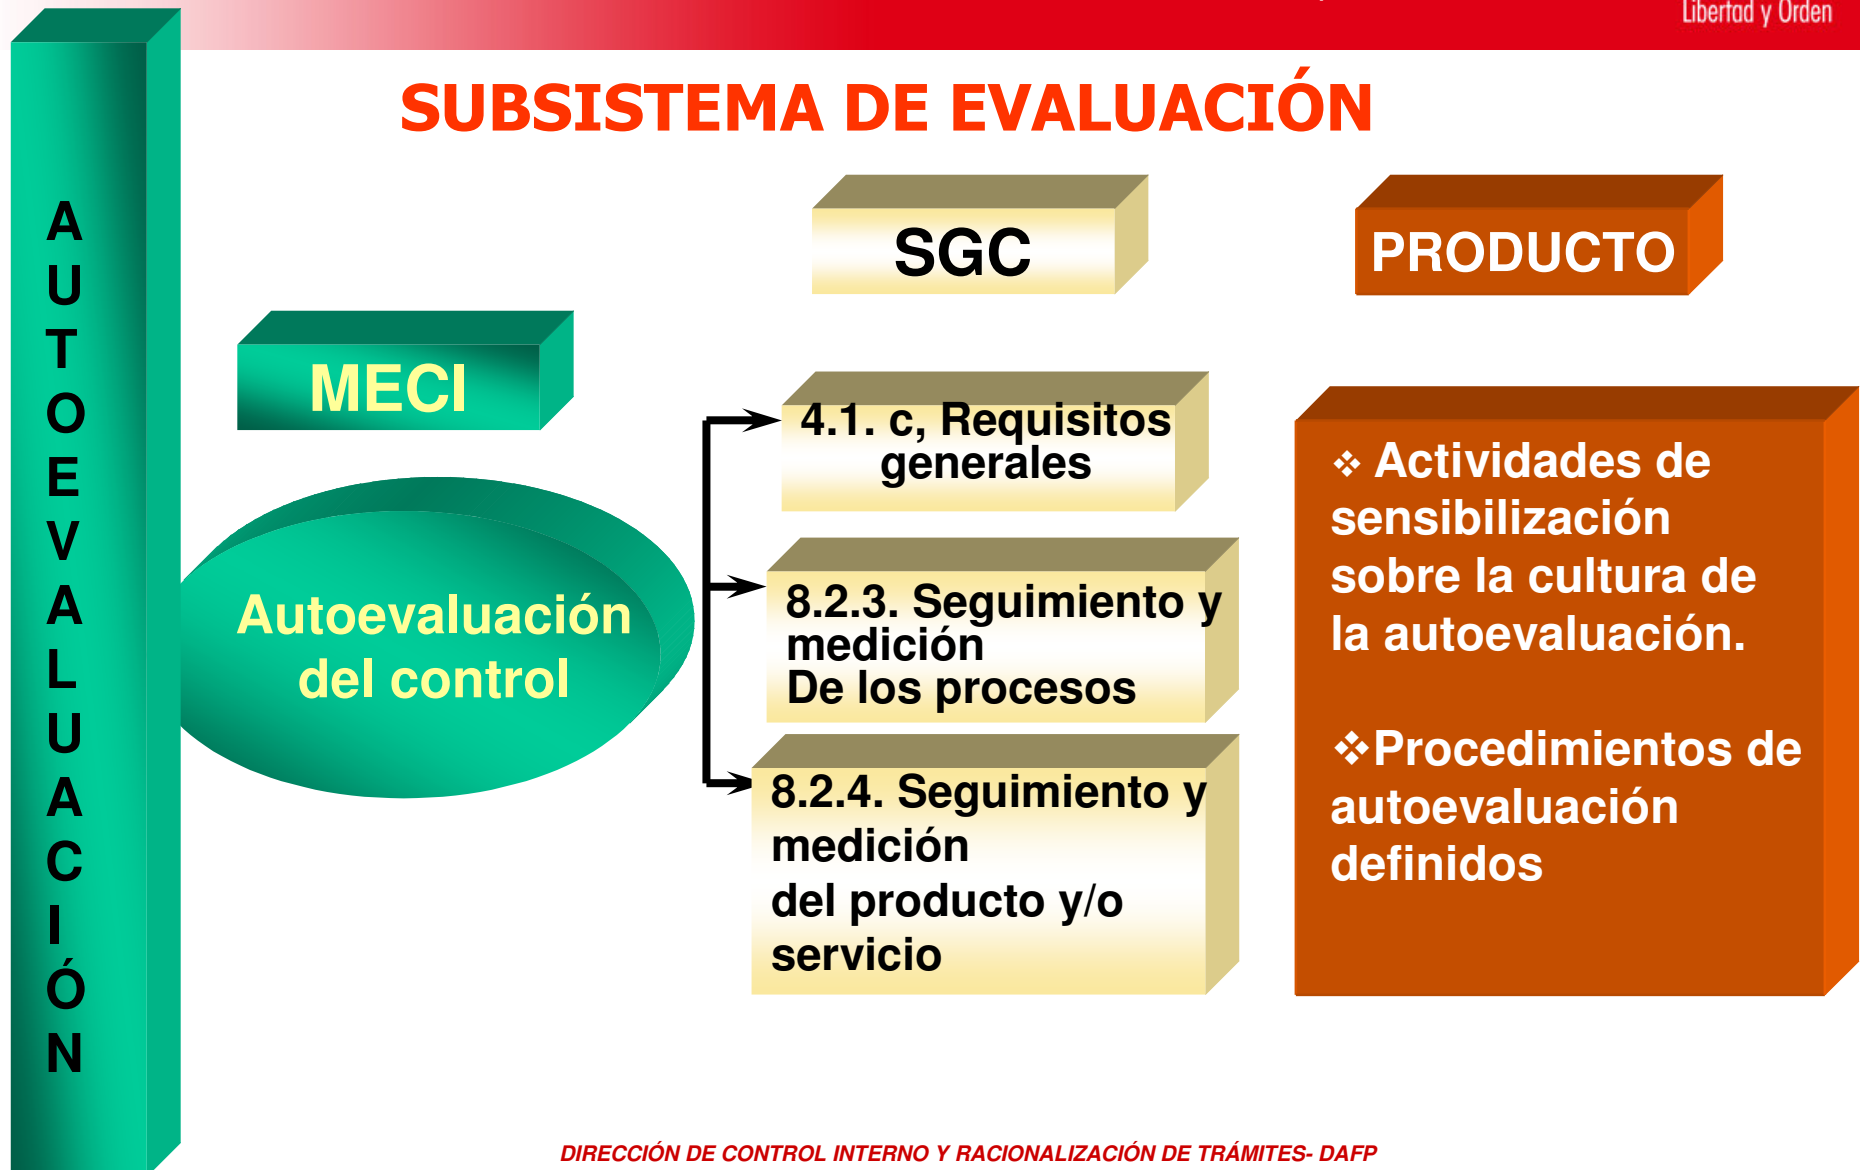 Libertad y Orden
SUBSISTEMA DE EVALUACIÓN
A
U
T
O
E
V
A
L
U
A
C
I
Ó
N
SGC
PRODUCTO
MECI
Autoevaluación
del control
4.1. c, Requisitos
generales
8.2.3. Seguimiento y
medición
De los procesos
8.2.4. Seguimiento y
medición
del producto y/o
servicio
❖ Actividades de
sensibilización
sobre la cultura de
la autoevaluación.
❖Procedimientos de
autoevaluación
definidos
DIRECCIÓN DE CONTROL INTERNO Y RACIONALIZACIÓN DE TRÁMITES- DAFP